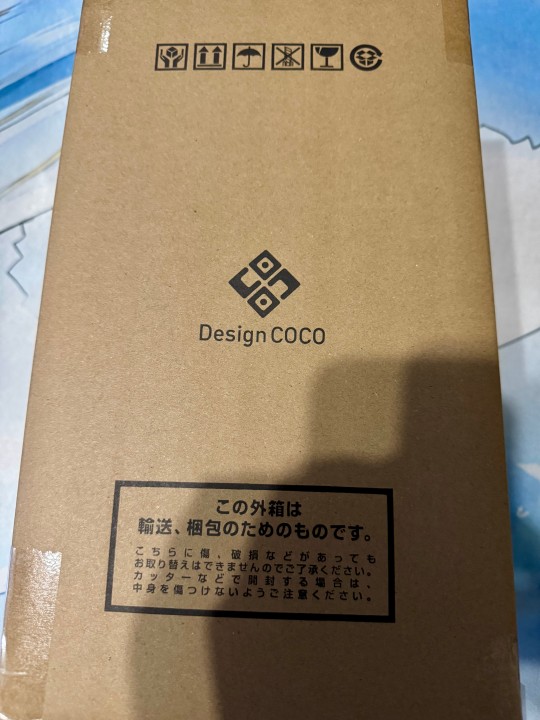 Design COCO
この外箱は
輸送、梱包のためのものです。
こちらに傷、破損などがあっても
お取り替えはできませんのでご了承ください。
カッターなどで開封する場合は、
中身を傷つけないようご注意ください。